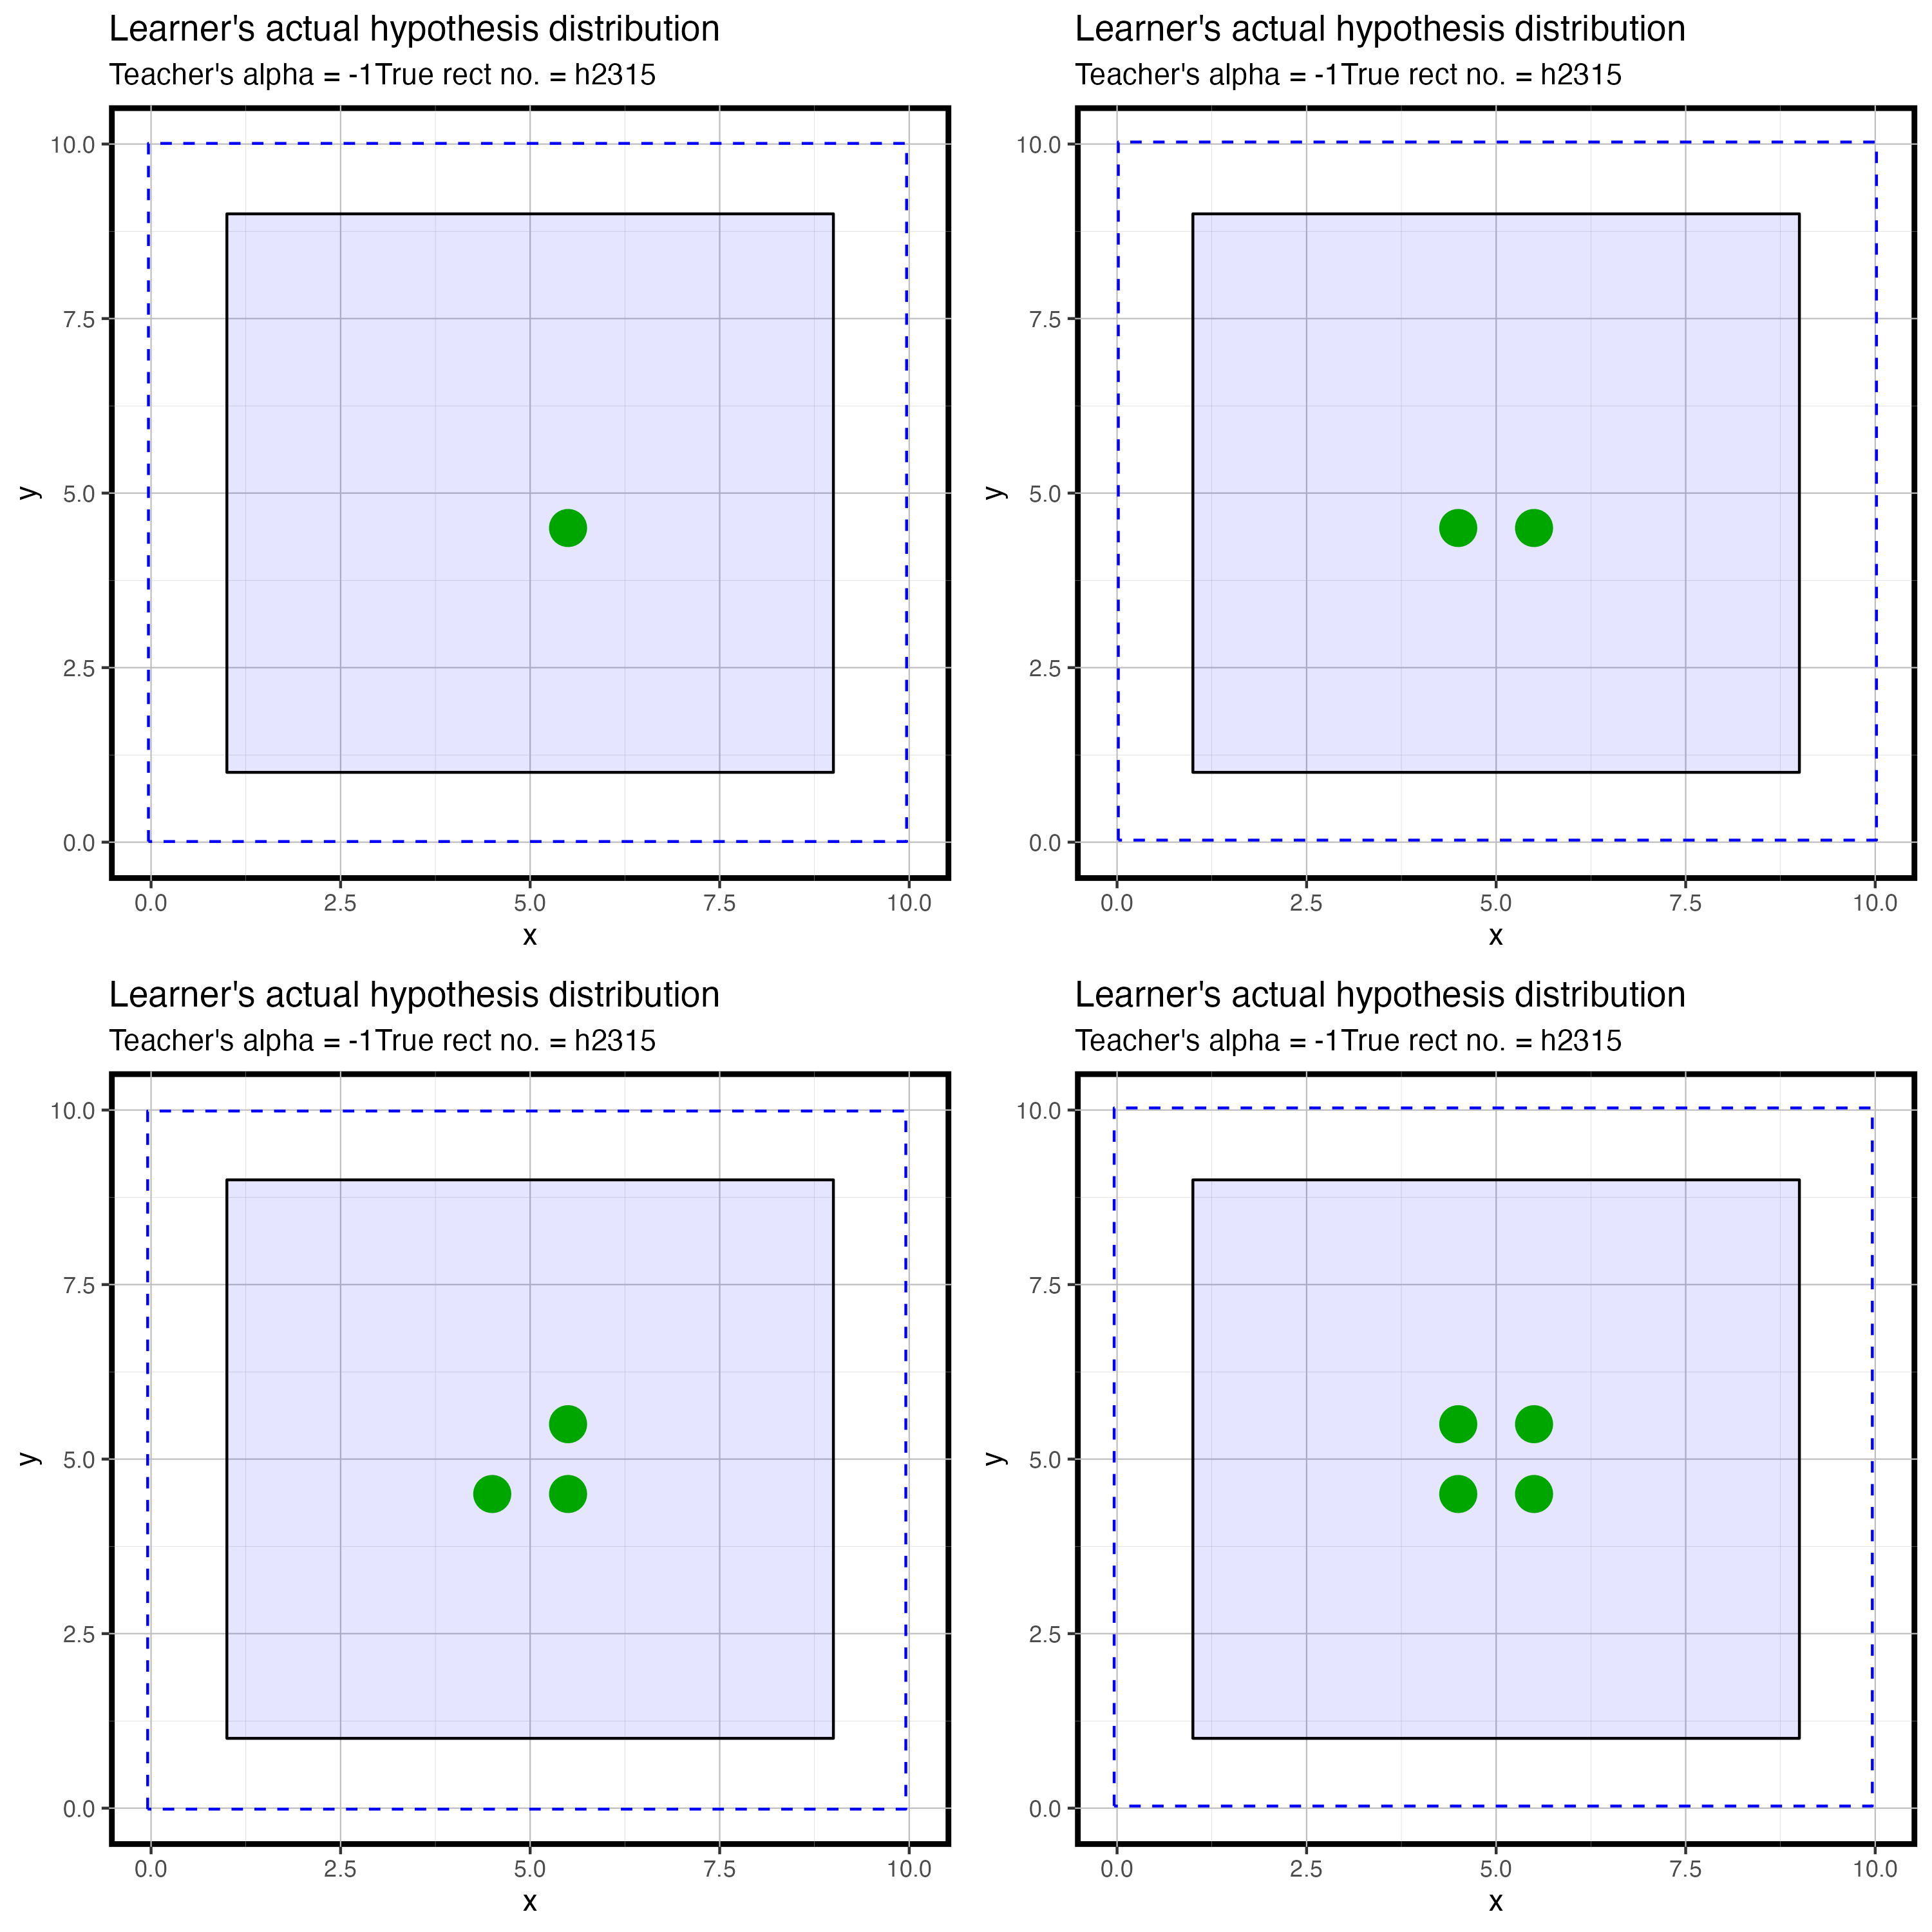 Learner's actual hypothesis distribution
Teacher's alpha = -1True rect no. = h2315
10.0
7.5
5.0
2.5
0.0
y
0.0 2.5 5.0 7.5 10.0
x
Learner's actual hypothesis distribution
Teacher's alpha = -1True rect no. = h2315
10.0
7.5
5.0
2.5
0.0
y
0.0 2.5 5.0 7.5 10.0
x
Learner's actual hypothesis distribution
Teacher's alpha = -1True rect no. = h2315
10.0
7.5
5.0
2.5
0.0
y
0.0 2.5 5.0 7.5 10.0
x
Learner's actual hypothesis distribution
Teacher's alpha = -1True rect no. = h2315
10.0
7.5
5.0
2.5
0.0
y
0.0 2.5 5.0 7.5 10.0
x